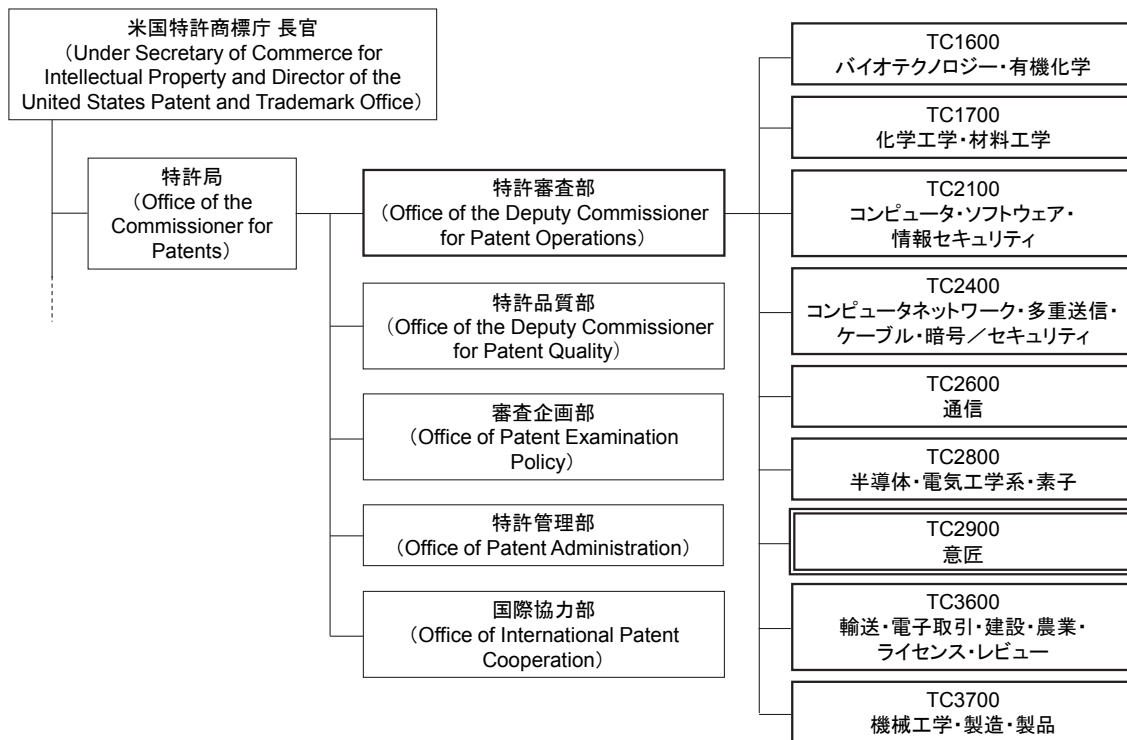 米国特許商標庁 長官
（Under Secretary of Commerce for
Intellectual Property and Director of the
United States Patent and Trademark Office）
特許局
（Office of the
Commissioner for
Patents）
特許審査部
（Office of the Deputy Commissioner
for Patent Operations）
特許品質部
（Office of the Deputy Commissioner
for Patent Quality）
審査企画部
（Office of Patent Examination
Policy）
特許管理部
（Office of Patent Administration）
国際協力部
（Office of International Patent
Cooperation）
TC1600
バイオテクノロジー・有機化学
TC1700
化学工学・材料工学
TC2100
コンピュータ・ソフトウェア・
情報セキュリティ
TC2400
コンピュータネットワーク・多重送信・
ケーブル・暗号／セキュリティ
TC2600
通信
TC2800
半導体・電気工学系・素子
TC2900
意匠
TC3600
輸送・電子取引・建設・農業・
ライセンス・レビュー
TC3700
機械工学・製造・製品